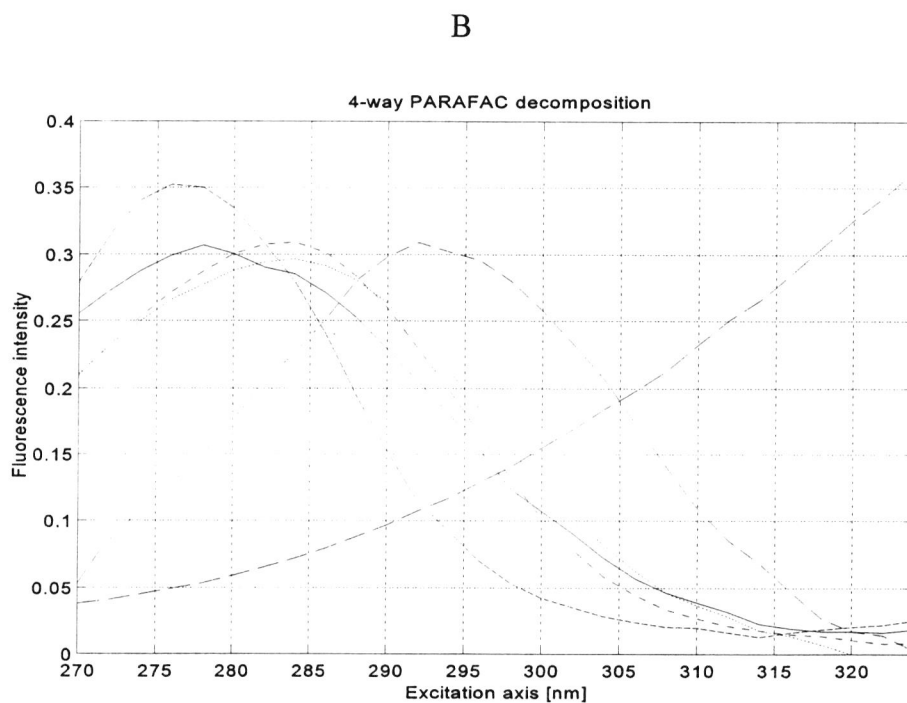 B
4-way PARAFAC decomposition
Fluorescence intensity
0.4
0.35
0.3
0.25
0.2
0.15
0.1
0.05
0
270 275 280 285 290 295 300 305 310 315 320
Excitation axis [nm]